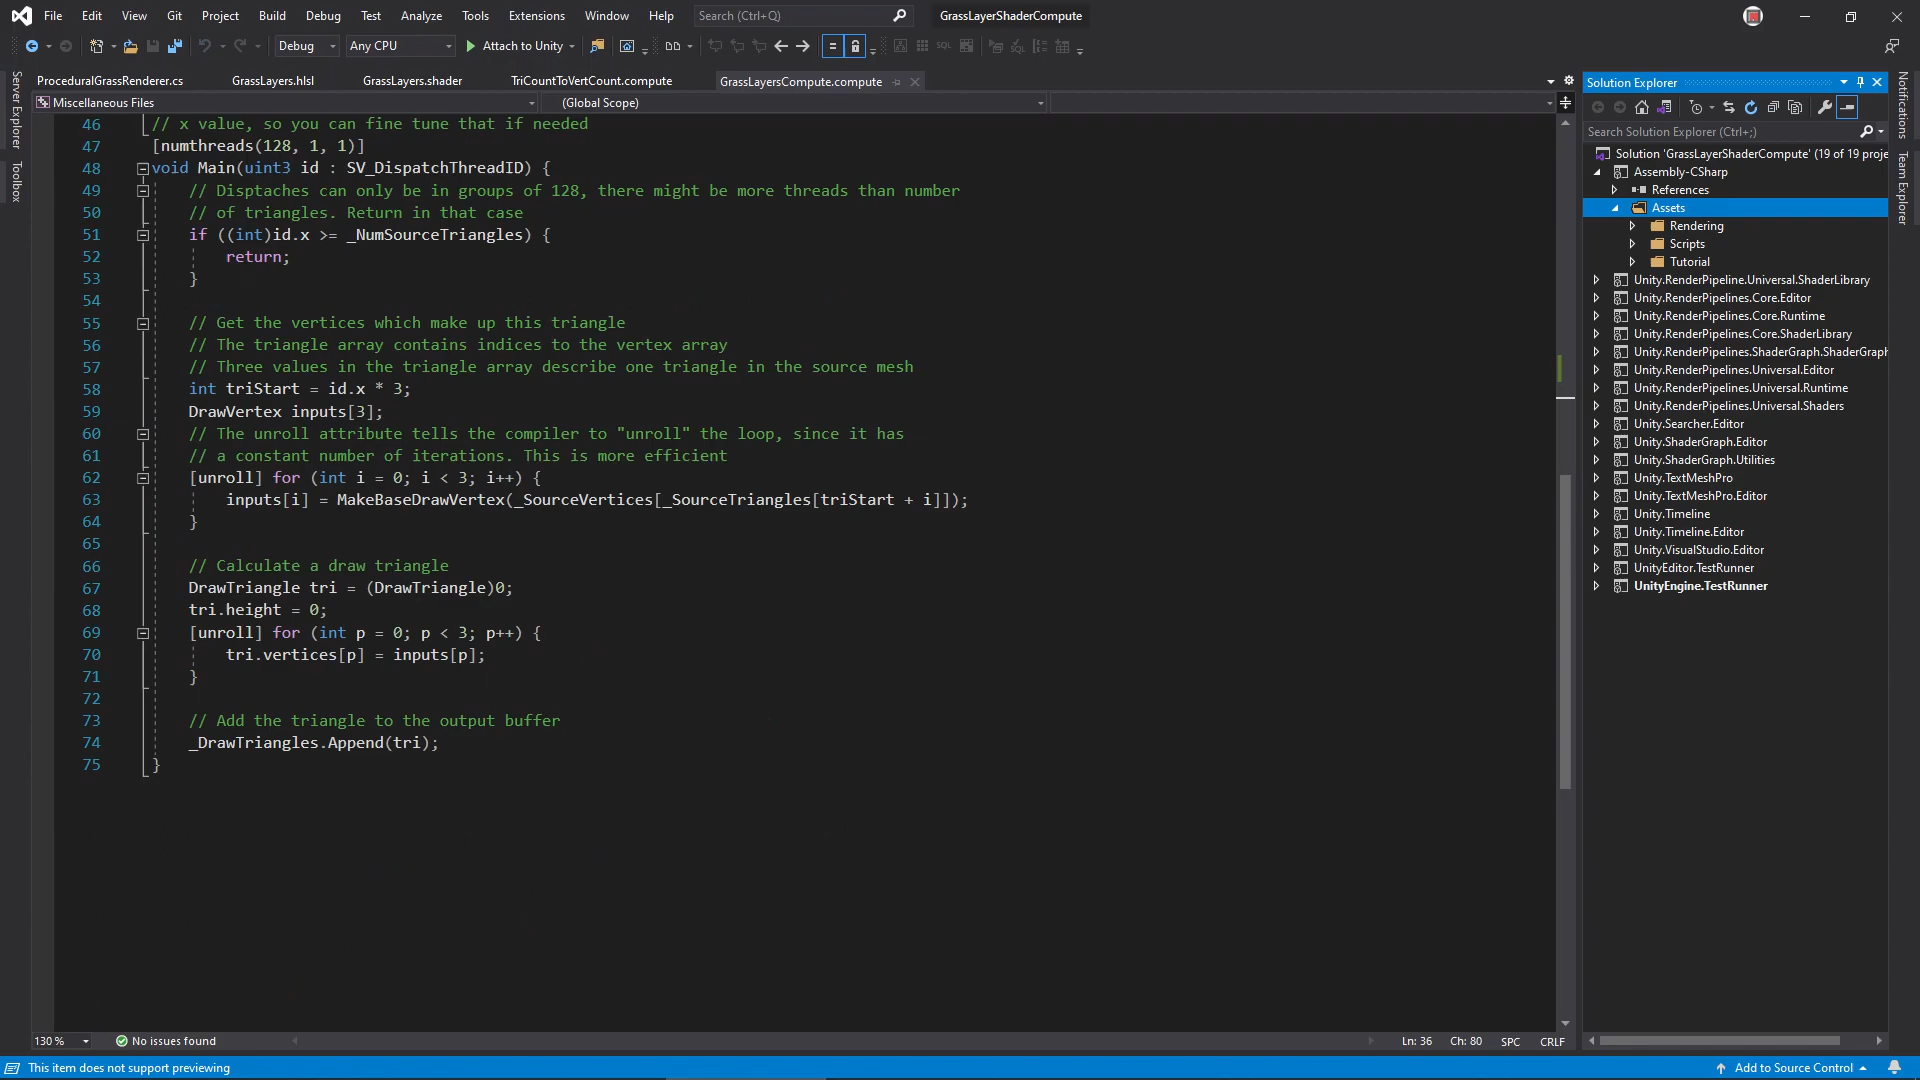 File Edit View Git Project Build Debug Test Analyze Tools Extensions Window Help Search (Ctrl+Q) GrassLayerShaderCompute
Debug Any CPU Attach to Unity
ProceduralGrassRenderer.cs GrassLayers.hlsl GrassLayers.shader TriCountToVertCount.compute GrassLayersCompute.compute
Miscellaneous Files (Global Scope)
Server Explorer
Toolbox
46 // x value, so you can fine tune that if needed
47 [numthreads(128, 1, 1)]
48 void Main(uint3 id : SV_DispatchThreadID) {
49 // Disptaches can only be in groups of 128, there might be more threads than number
50 // of triangles. Return in that case
51 if ((int)id.x >= _NumSourceTriangles) {
52 return;
53 }
54
55 // Get the vertices which make up this triangle
56 // The triangle array contains indices to the vertex array
57 // Three values in the triangle array describe one triangle in the source mesh
58 int triStart = id.x * 3;
59 DrawVertex inputs[3];
60 // The unroll attribute tells the compiler to "unroll" the loop, since it has
61 // a constant number of iterations. This is more efficient
62 [unroll] for (int i = 0; i < 3; i++) {
63 inputs[i] = MakeBaseDrawVertex(_SourceVertices[_SourceTriangles[triStart + i]]);
64 }
65
66 // Calculate a draw triangle
67 DrawTriangle tri = (DrawTriangle)0;
68 tri.height = 0;
69 [unroll] for (int p = 0; p < 3; p++) {
70 tri.vertices[p] = inputs[p];
71 }
72
73 // Add the triangle to the output buffer
74 _DrawTriangles.Append(tri);
75 }
130 % No issues found Ln: 36 Ch: 80 SPC CRLF
Solution Explorer
Search Solution Explorer (Ctrl+;)
Solution 'GrassLayerShaderCompute' (19 of 19 proje
Assembly-CSharp
References
Assets
Rendering
Scripts
Tutorial
Unity.RenderPipeline.Universal.ShaderLibrary
Unity.RenderPipelines.Core.Editor
Unity.RenderPipelines.Core.Runtime
Unity.RenderPipelines.Core.ShaderLibrary
Unity.RenderPipelines.ShaderGraph.ShaderGraph
Unity.RenderPipelines.Universal.Editor
Unity.RenderPipelines.Universal.Runtime
Unity.RenderPipelines.Universal.Shaders
Unity.Searcher.Editor
Unity.ShaderGraph.Editor
Unity.ShaderGraph.Utilities
Unity.TextMeshPro
Unity.TextMeshPro.Editor
Unity.Timeline
Unity.Timeline.Editor
Unity.VisualStudio.Editor
UnityEditor.TestRunner
UnityEngine.TestRunner
Notifications
Team Explorer
This item does not support previewing Add to Source Control